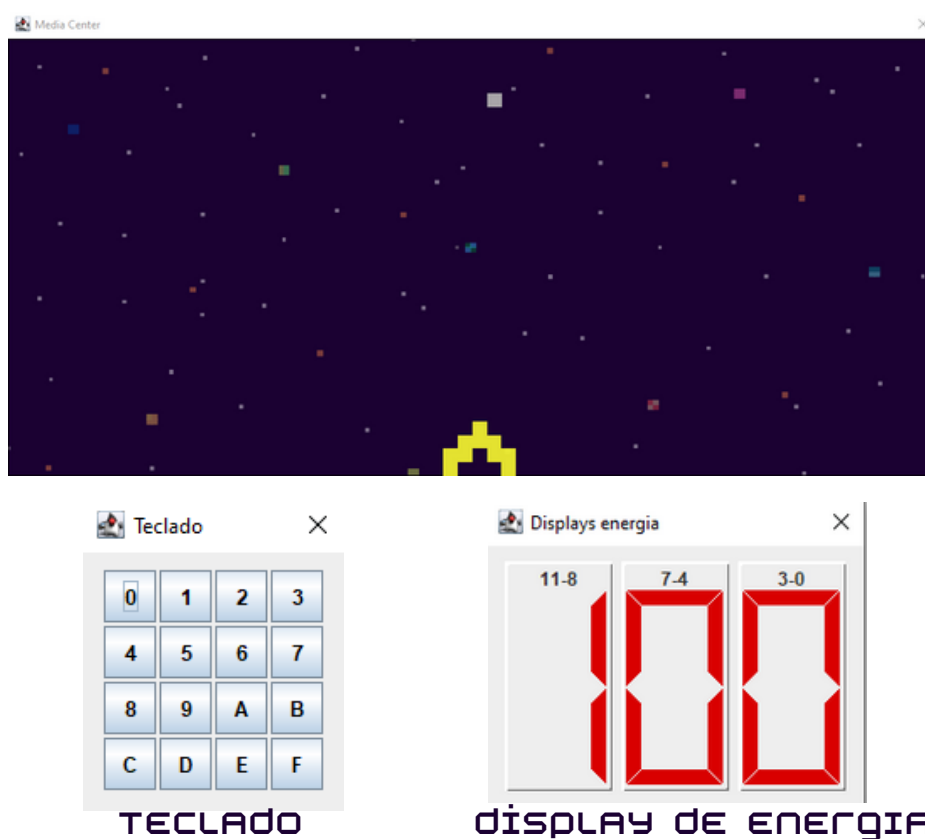 Media Center
Teclado
Displays energia
11-8 7-4 3-0
100
0 1 2 3
4 5 6 7
8 9 A B
C D E F
TECLADO
display de energia